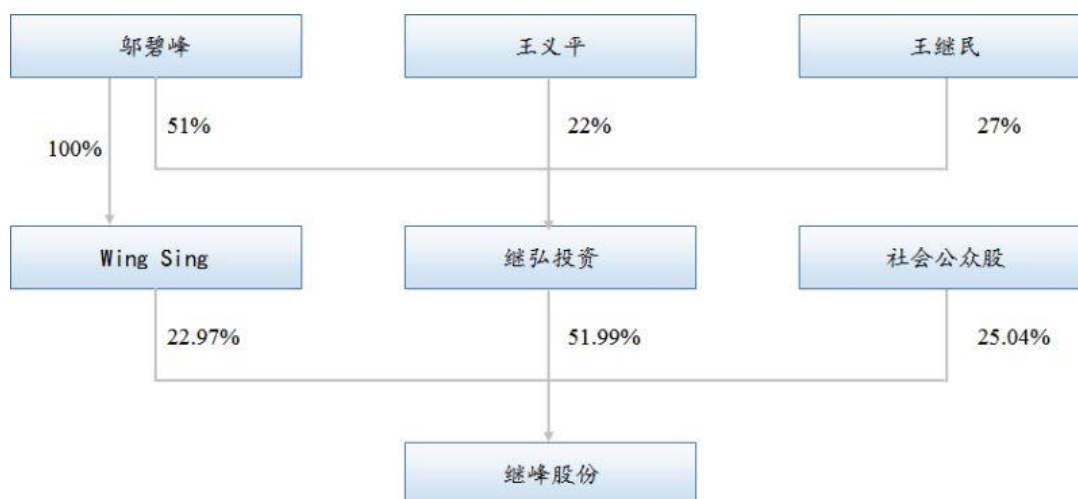 邬碧峰
王义平
王继民
100%
51%
22%
27%
Wing Sing
继弘投资
社会公众股
22.97%
51.99%
25.04%
继峰股份